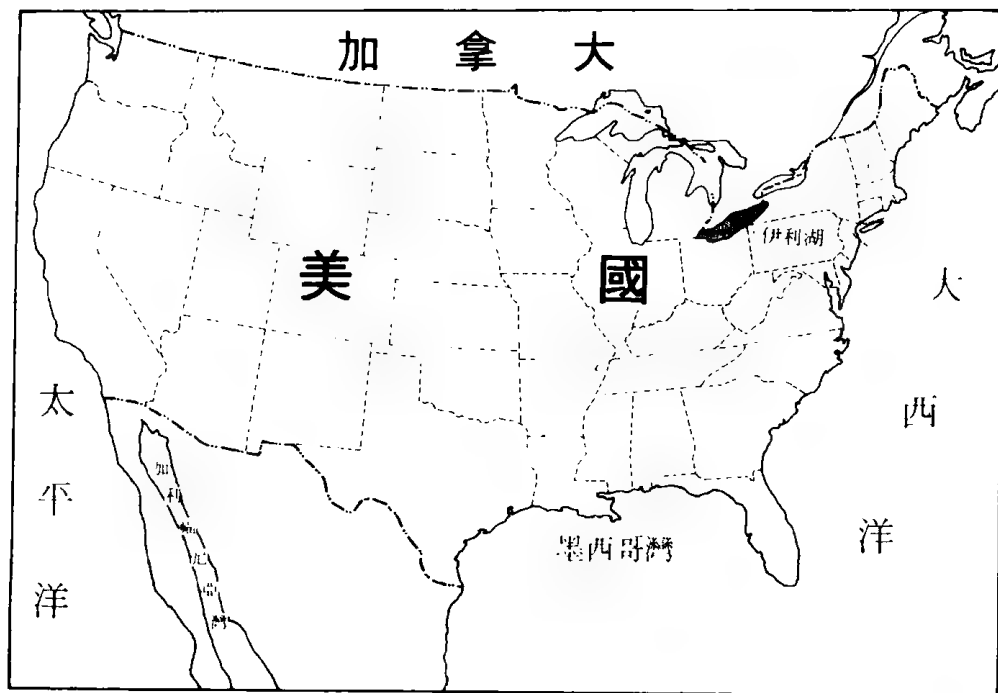 加拿大
伊利湖
美國
大西洋
太平洋
加利福尼亞灣
墨西哥灣